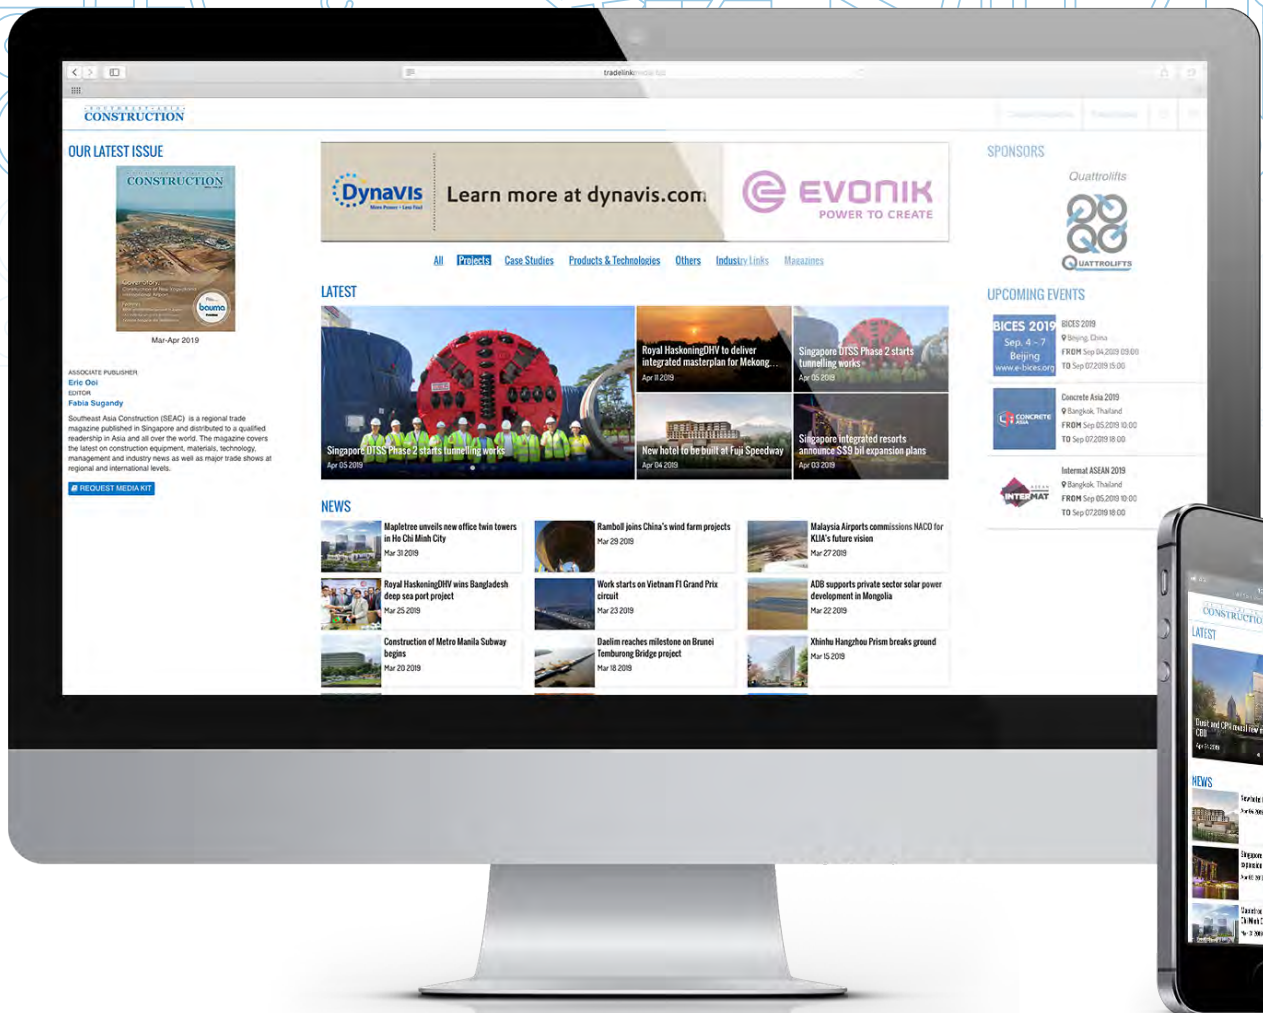 tradelink
SOUTHEAST ASIA
CONSTRUCTION
OUR LATEST ISSUE
CONSTRUCTION
bauma
Mar-Apr 2019
ASSOCIATE PUBLISHER
Eric Ooi
EDITOR
Fabia Sugandy
Southeast Asia Construction (SEAC) is a regional trade
magazine published in Singapore and distributed to a qualified
readership in Asia and all over the world. The magazine covers
the latest on construction equipment, materials, technology,
management and industry news as well as major trade shows at
regional and international levels.
REQUEST MEDIA KIT
DynaVis
More Power - Less Fuel
Learn more at dynavis.com
EVONIK
POWER TO CREATE
All Projects Case Studies Products & Technologies Others Industry Links Magazines
LATEST
Singapore DTSS Phase 2 starts tunnelling works
Apr 05 2019
Royal HaskoningDHV to deliver
integrated masterplan for Mekong...
Apr 11 2019
Singapore DTSS Phase 2 starts
tunnelling works
Apr 05 2019
New hotel to be built at Fuji Speedway
Apr 04 2019
Singapore integrated resorts
announce S$9 bil expansion plans
Apr 03 2019
NEWS
Mapletree unveils new office twin towers
in Ho Chi Minh City
Mar 31 2019
Ramboll joins China's wind farm projects
Mar 29 2019
Malaysia Airports commissions NACO for
KLIA's future vision
Mar 27 2019
Royal HaskoningDHV wins Bangladesh
deep sea port project
Mar 25 2019
Work starts on Vietnam F1 Grand Prix
circuit
Mar 23 2019
ADB supports private sector solar power
development in Mongolia
Mar 22 2019
Construction of Metro Manila Subway
begins
Mar 20 2019
Daelim reaches milestone on Brunei
Temburong Bridge project
Mar 18 2019
Xhinhu Hangzhou Prism breaks ground
Mar 15 2019
SPONSORS
Quattrolifts
QUATTROLIFTS
UPCOMING EVENTS
BICES 2019
Sep. 4 - 7
Beijing
www.e-bices.org
BICES 2019
Beijing, China
FROM Sep 04,2019 09:00
TO Sep 07,2019 15:00
CONCRETE
ASIA
Concrete Asia 2019
Bangkok, Thailand
FROM Sep 05,2019 10:00
TO Sep 07,2019 18:00
ASEAN
INTERMAT
Intermat ASEAN 2019
Bangkok, Thailand
FROM Sep 05,2019 10:00
TO Sep 07,2019 18:00
LATEST
NEWS